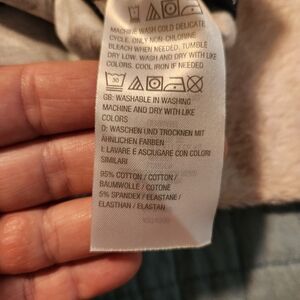 MACHINE WASH COLD DELICATE
CYCLE. ONLY NON-CHLORINE
BLEACH WHEN NEEDED. TUMBLE
DRY LOW. WASH AND DRY WITH LIKE
COLORS. COOL IRON IF NEEDED
30
GB: WASHABLE IN WASHING
MACHINE AND DRY WITH LIKE
COLORS
D: WASCHEN UND TROCKNEN MIT
ÄHNLICHEN FARBEN
I: LAVARE E ASCIUGARE CON COLORI
SIMILARI
95% COTTON / COTTON /
BAUMWOLLE / COTONE
5% SPANDEX / ELASTANE /
ELASTHAN / ELASTAN